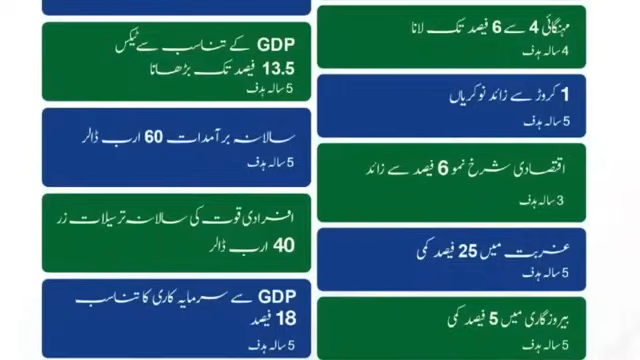 مہنگائی 4 سے 6 فیصد تک لانا
4 سالہ ہدف
1 کروڑ سے زائد نوکریاں
5 سالہ ہدف
اقتصادی شرخ نمو 6 فیصد سے زائد
3 سالہ ہدف
غربت میں 25 فیصد کمی
5 سالہ ہدف
بیروزگاری میں 5 فیصد کمی
5 سالہ ہدف
GDP کے تناسب سے ٹیکس
13.5 فیصد تک بڑھانا
5 سالہ ہدف
سالانہ برآمدات 60 ارب ڈالر
5 سالہ ہدف
افرادی قوت کی سالانہ ترسیلات زر
40 ارب ڈالر
GDP سے سرمایہ کاری کا تناسب
18 فیصد
5 سالہ ہدف